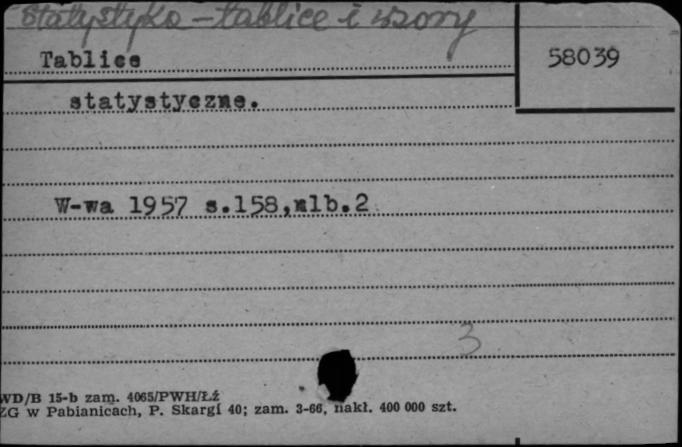 Statystyka – tablice i wzory
Tablice
58039
statystyczne.
W-wa 1957 s.158,nlb.2
3
WD/B 15-b zam. 4065/PWH/Łź
ZG w Pabianicach, P. Skargi 40; zam. 3-66, nakł. 400 000 szt.